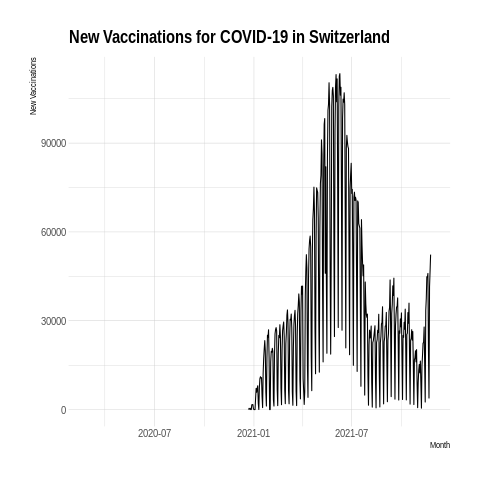 New Vaccinations for COVID-19 in Switzerland
New Vaccinations
90000
60000
30000
0
2020-07
2021-01
2021-07
Month